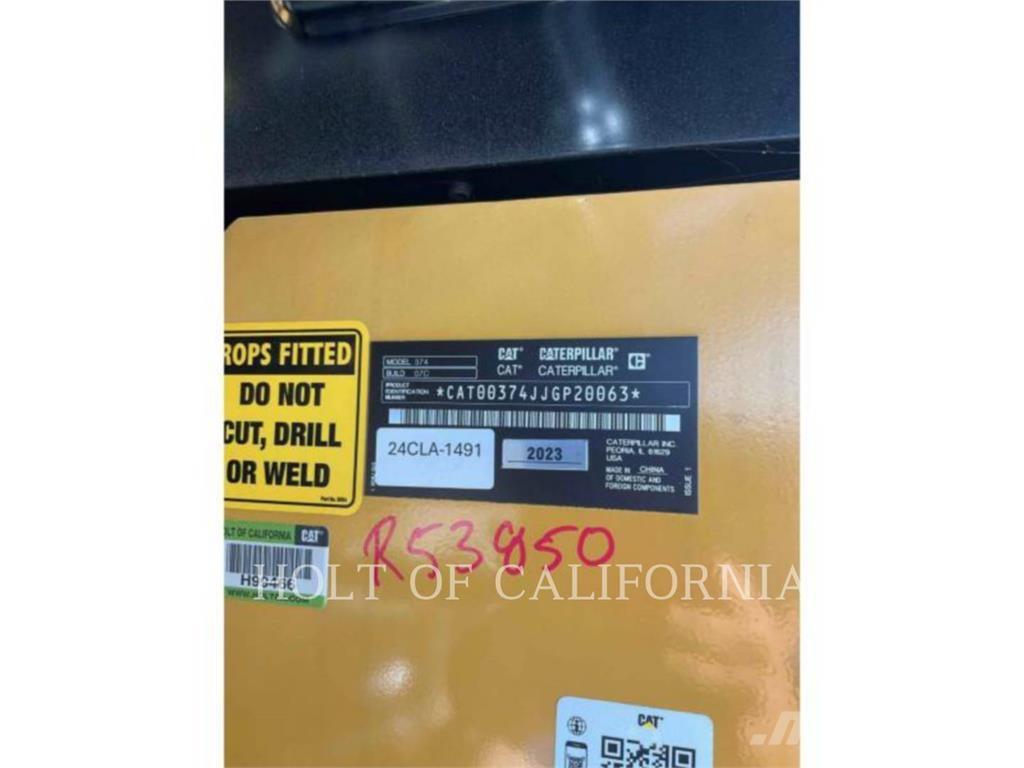 ROPS FITTED
DO NOT
CUT, DRILL
OR WELD
MODEL 374
BUILD 07C
CAT CATERPILLAR
CAT CATERPILLAR
PRODUCT
IDENTIFICATION
NUMBER
*CAT00374JJGP20063*
24CLA-1491
2023
CATERPILLAR INC.
PEORIA, IL 61629
USA
MADE IN CHINA
OF DOMESTIC AND
FOREIGN COMPONENTS
ISSUE 1
OLT OF CALIFORNIA CAT
R53950
HOLT OF CALIFORNIA
CAT